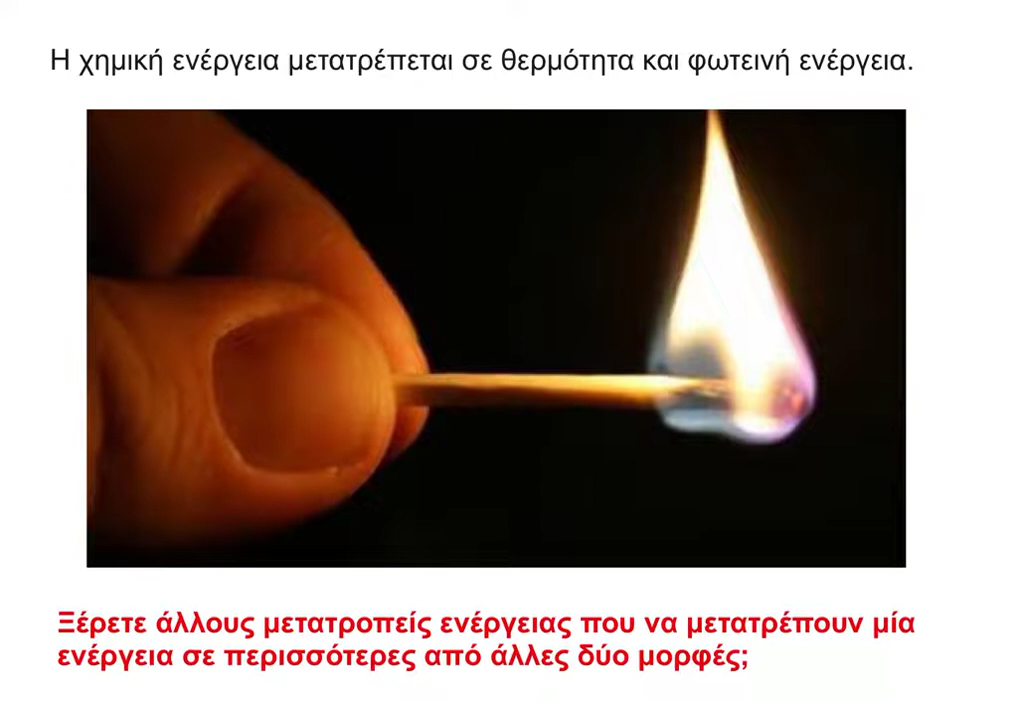 Η χημική ενέργεια μετατρέπεται σε θερμότητα και φωτεινή ενέργεια.
Ξέρετε άλλους μετατροπείς ενέργειας που να μετατρέπουν μία
ενέργεια σε περισσότερες από άλλες δύο μορφές;